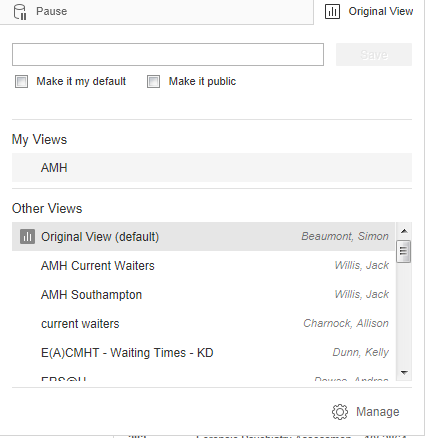 Pause
Original View
Save
Make it my default
Make it public
My Views
AMH
Other Views
Original View (default) Beaumont, Simon
AMH Current Waiters Willis, Jack
AMH Southampton Willis, Jack
current waiters Charnock, Allison
E(A)CMHT - Waiting Times - KD Dunn, Kelly
Manage